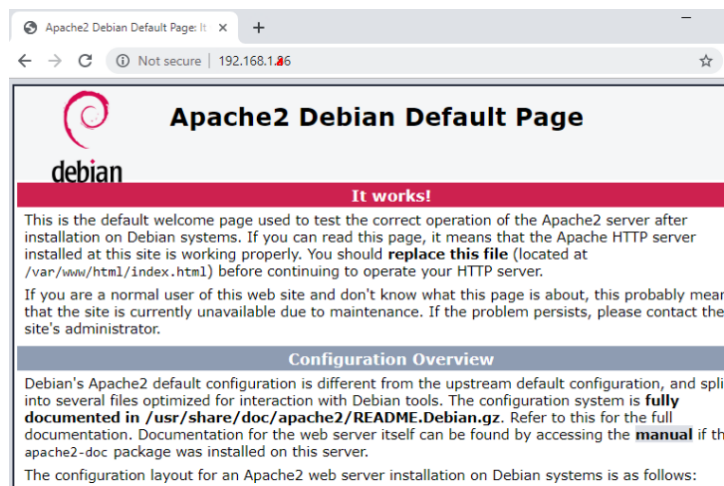 Apache2 Debian Default Page: It
Not secure
192.168.1.
debian
Apache2 Debian Default Page
It works!
This is the default welcome page used to test the correct operation of the Apache2 server after
installation on Debian systems. If you can read this page, it means that the Apache HTTP server
installed at this site is working properly. You should replace this file (located at
/var/www/html/index.html) before continuing to operate your HTTP server.
If you are a normal user of this web site and don't know what this page is about, this probably mear
that the site is currently unavailable due to maintenance. If the problem persists, please contact the
site's administrator.
Configuration Overview
Debian's Apache2 default configuration is different from the upstream default configuration, and spli
into several files optimized for interaction with Debian tools. The configuration system is fully
documented in /usr/share/doc/apache2/README.Debian.gz. Refer to this for the full
documentation. Documentation for the web server itself can be found by accessing the manual if th
apache2-doc package was installed on this server.
The configuration layout for an Apache2 web server installation on Debian systems is as follows: